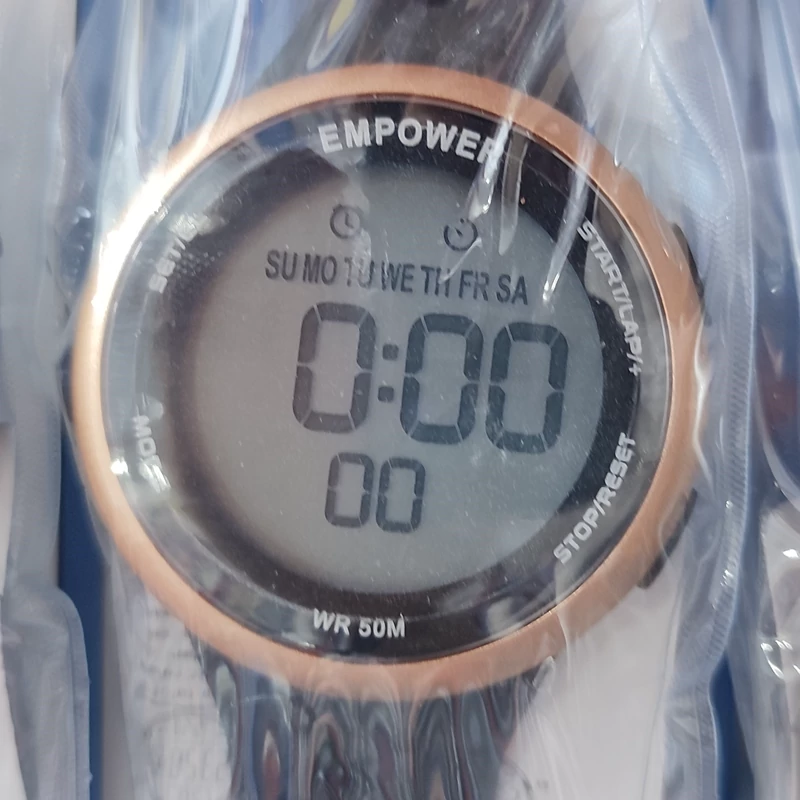 EMPOWER
START/LAP/+
SU MO TU WE TH FR SA
0:00
00
STOP/RESET
WR 50M